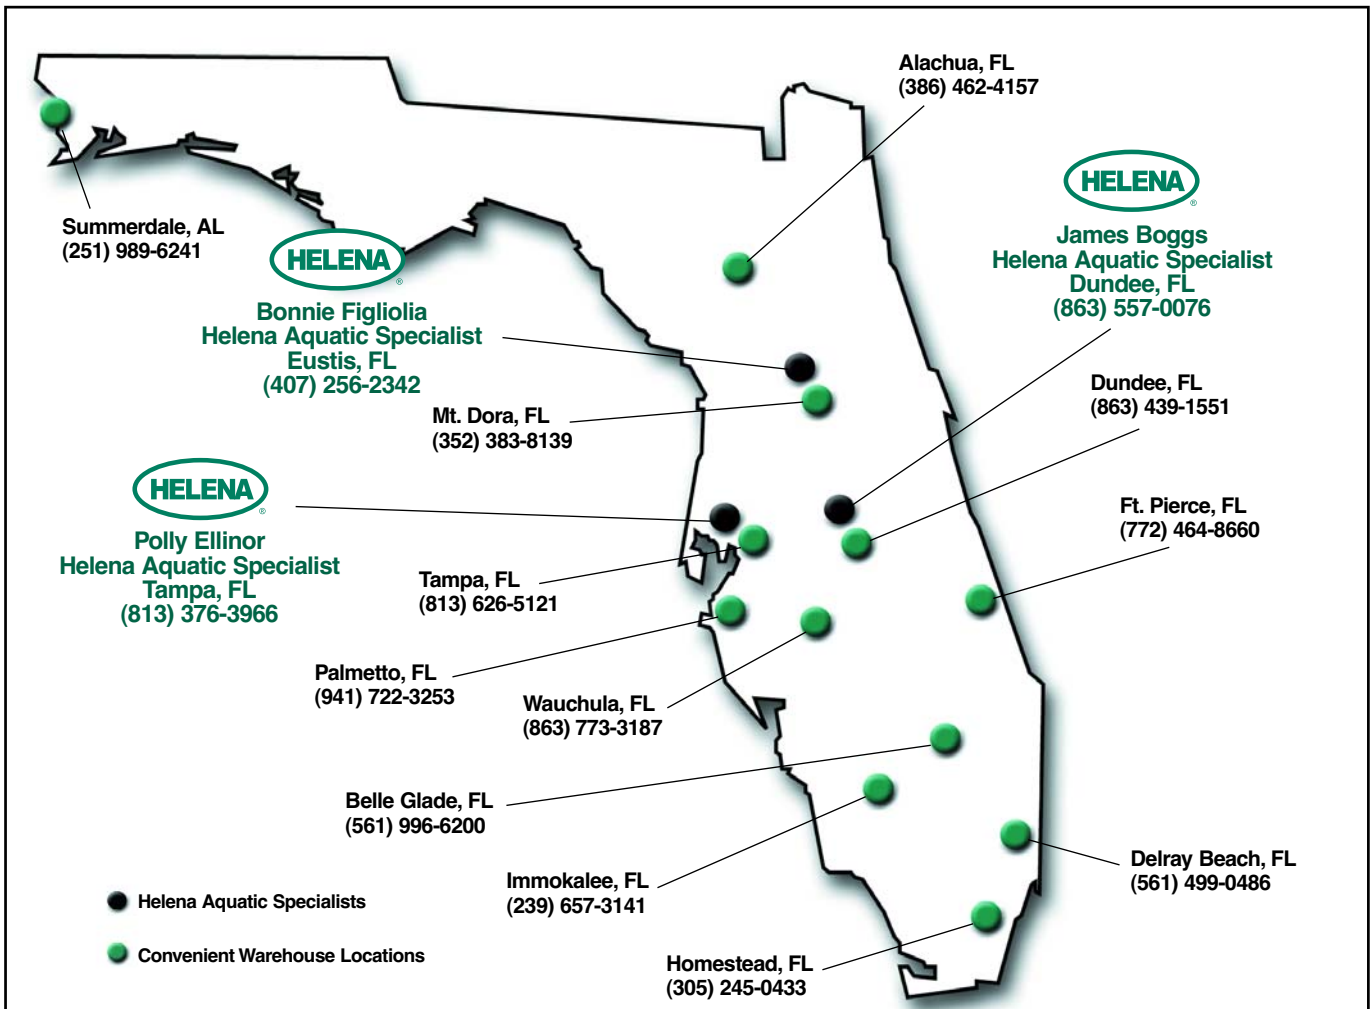 Alachua, FL
(386) 462-4157
HELENA
®
James Boggs
Helena Aquatic Specialist
Dundee, FL
(863) 557-0076
Summerdale, AL
(251) 989-6241
HELENA
®
Bonnie Figliolia
Helena Aquatic Specialist
Eustis, FL
(407) 256-2342
Dundee, FL
(863) 439-1551
Mt. Dora, FL
(352) 383-8139
HELENA
®
Polly Ellinor
Helena Aquatic Specialist
Tampa, FL
(813) 376-3966
Ft. Pierce, FL
(772) 464-8660
Tampa, FL
(813) 626-5121
Palmetto, FL
(941) 722-3253
Wauchula, FL
(863) 773-3187
Belle Glade, FL
(561) 996-6200
Delray Beach, FL
(561) 499-0486
Immokalee, FL
(239) 657-3141
Homestead, FL
(305) 245-0433
Helena Aquatic Specialists
Convenient Warehouse Locations